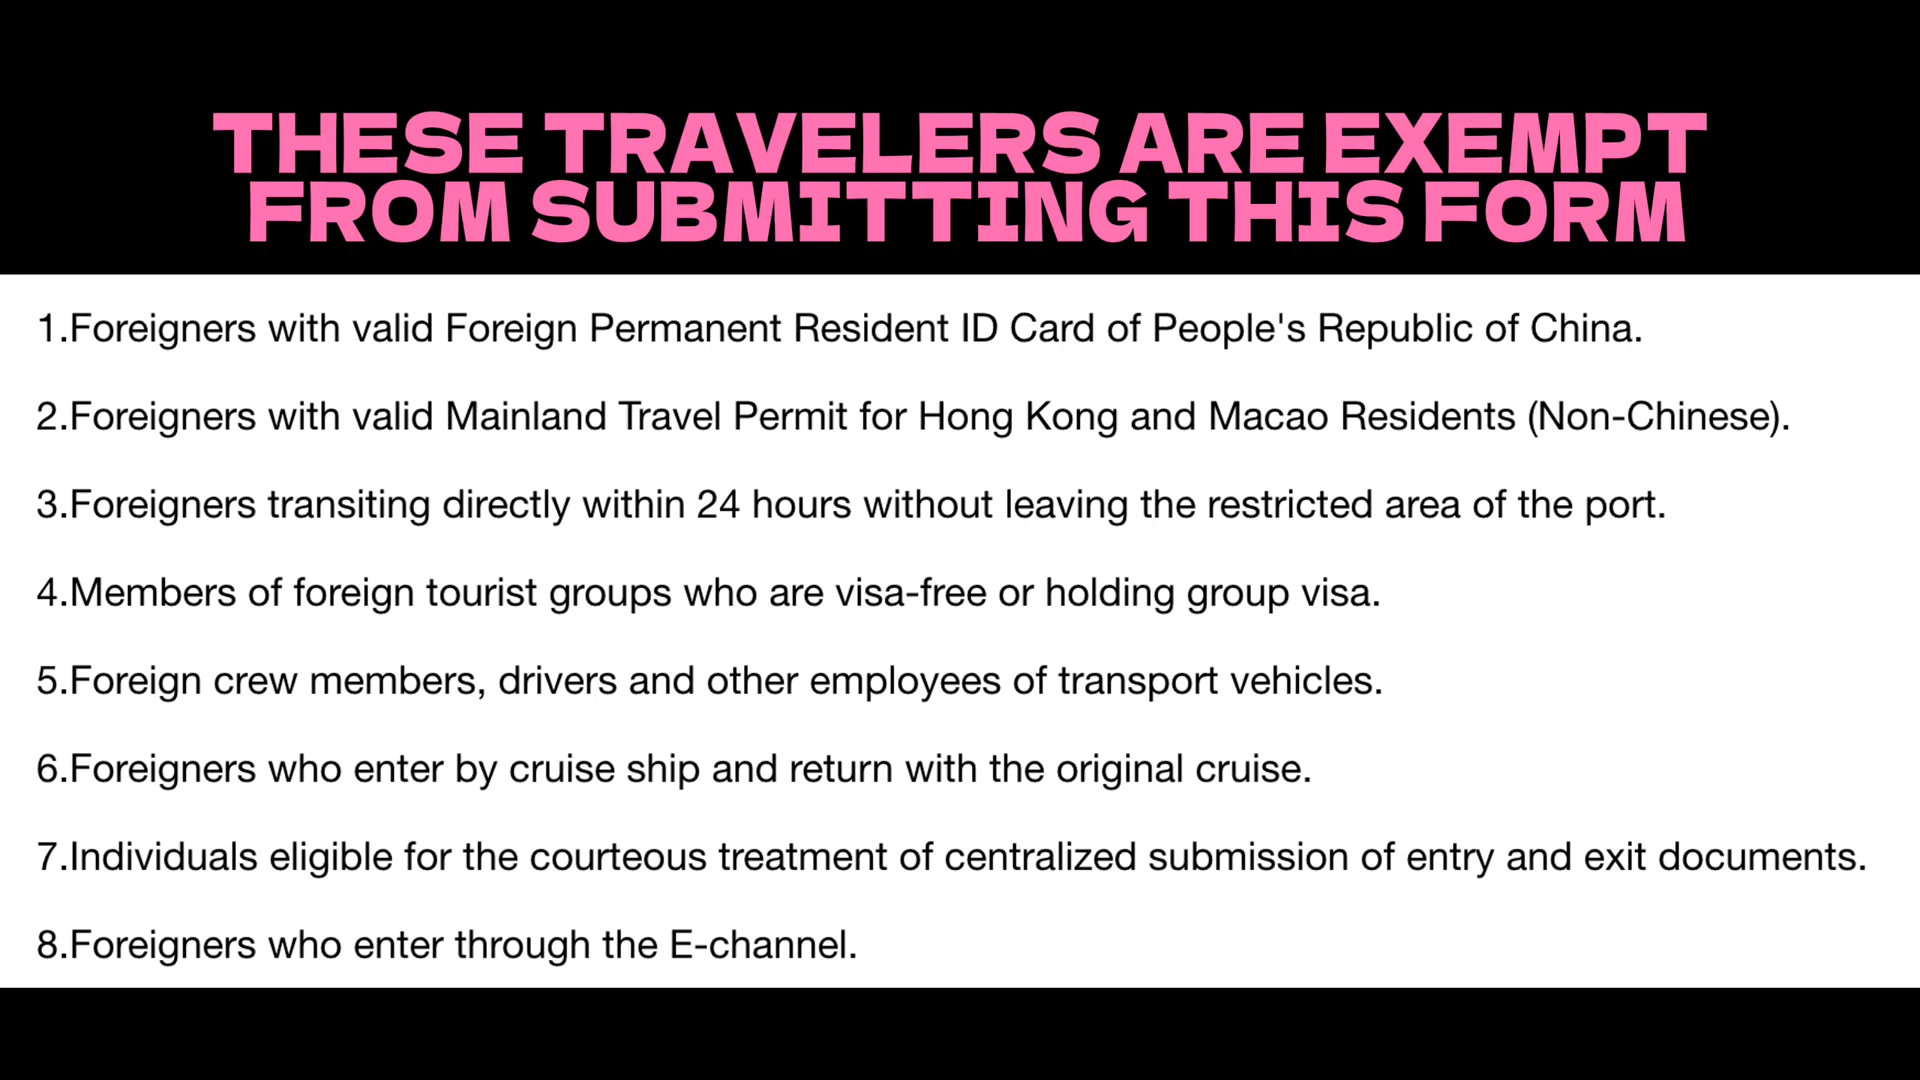 THESE TRAVELERS ARE EXEMPT
FROM SUBMITTING THIS FORM
1.Foreigners with valid Foreign Permanent Resident ID Card of People's Republic of China.
2.Foreigners with valid Mainland Travel Permit for Hong Kong and Macao Residents (Non-Chinese).
3.Foreigners transiting directly within 24 hours without leaving the restricted area of the port.
4.Members of foreign tourist groups who are visa-free or holding group visa.
5.Foreign crew members, drivers and other employees of transport vehicles.
6.Foreigners who enter by cruise ship and return with the original cruise.
7.Individuals eligible for the courteous treatment of centralized submission of entry and exit documents.
8.Foreigners who enter through the E-channel.